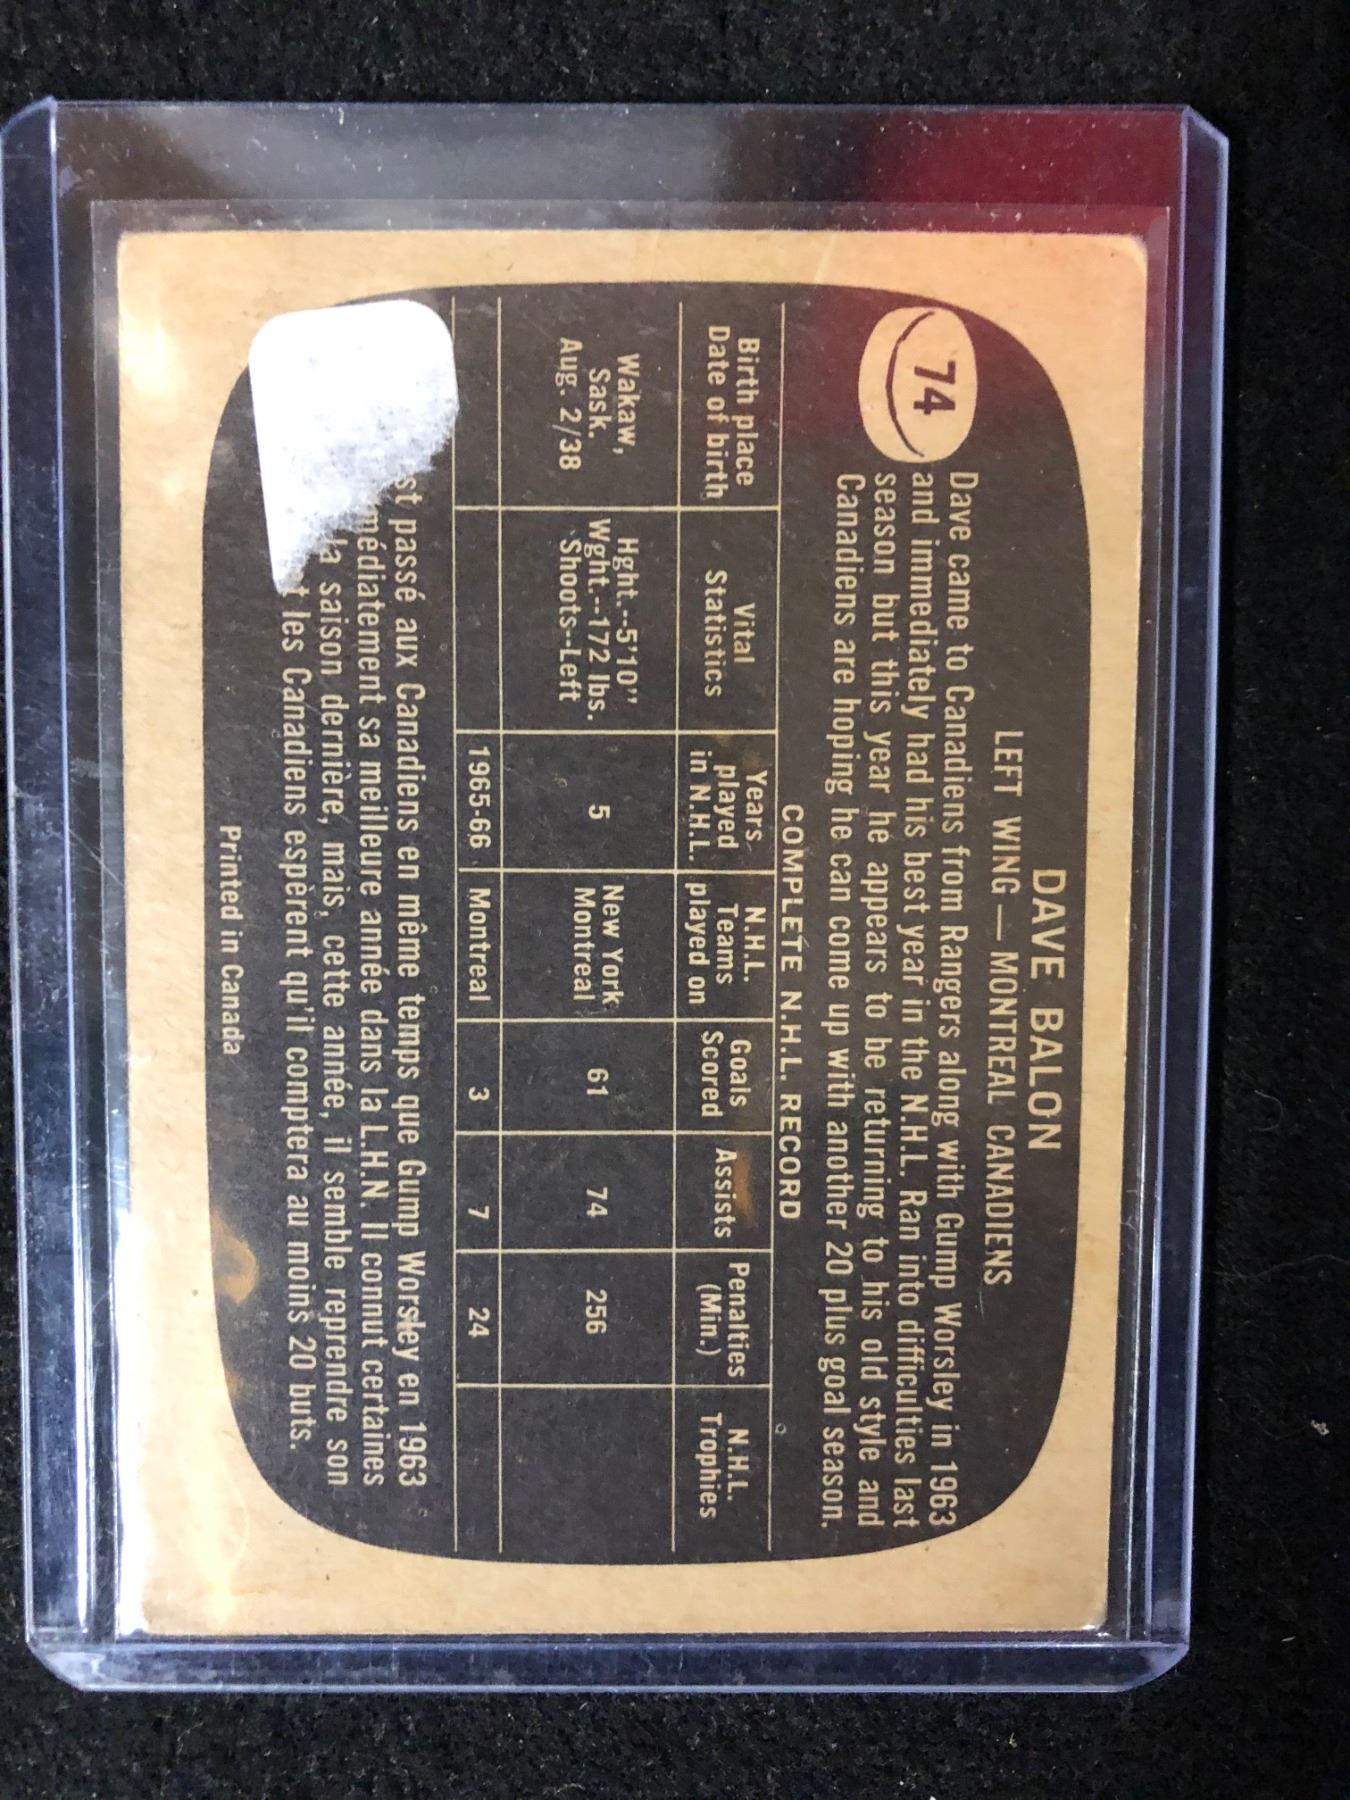 74
DAVE BALON
LEFT WING — MONTREAL CANADIENS
Dave came to Canadiens from Rangers along with Gump Worsley in 1963
and immediately had his best year in the N.H.L. Ran into difficulties last
season but this year he appears to be returning to his old style and
Canadiens are hoping he can come up with another 20 plus goal season.
COMPLETE N.H.L. RECORD
Birth place
Date of birth
Vital
Statistics
Years
played
in N.H.L.
N.H.L.
Teams
played on
Goals
Scored
Assists
Penalties
(Min.)
N.H.L.
Trophies
Wakaw,
Sask.
Aug. 2/38
Hght.--5'10"
Wght.--172 lbs.
Shoots--Left
5
New York
Montreal
61
74
256
1965-66
Montreal
3
7
24
st passé aux Canadiens en même temps que Gump Worsley en 1963
médiatement sa meilleure année dans la L.H.N. Il connut certaines
la saison dernière, mais, cette année, il semble reprendre son
t les Canadiens espèrent qu'il comptera au moins 20 buts.
Printed in Canada